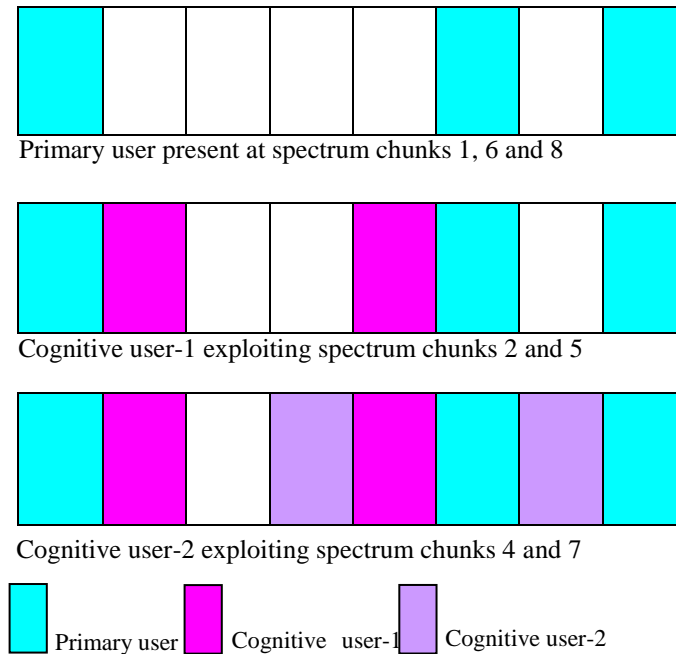 Primary user present at spectrum chunks 1, 6 and 8
Cognitive user-1 exploiting spectrum chunks 2 and 5
Cognitive user-2 exploiting spectrum chunks 4 and 7
Primary user Cognitive user-1 Cognitive user-2